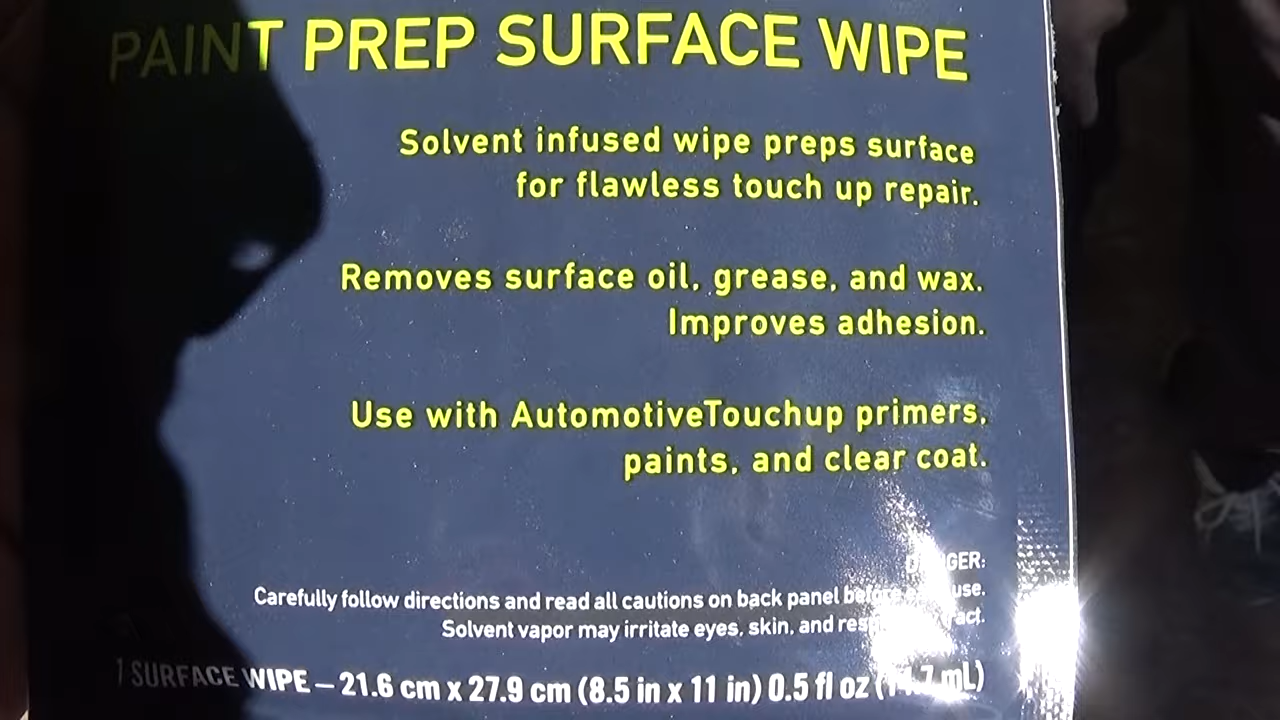 PAINT PREP SURFACE WIPE
Solvent infused wipe preps surface
for flawless touch up repair.
Removes surface oil, grease, and wax.
Improves adhesion.
Use with AutomotiveTouchup primers,
paints, and clear coat.
Carefully follow directions and read all cautions on back panel before use.
Solvent vapor may irritate eyes, skin, and
1 SURFACE WIPE – 21.6 cm x 27.9 cm (8.5 in x 11 in) 0.5 fl oz